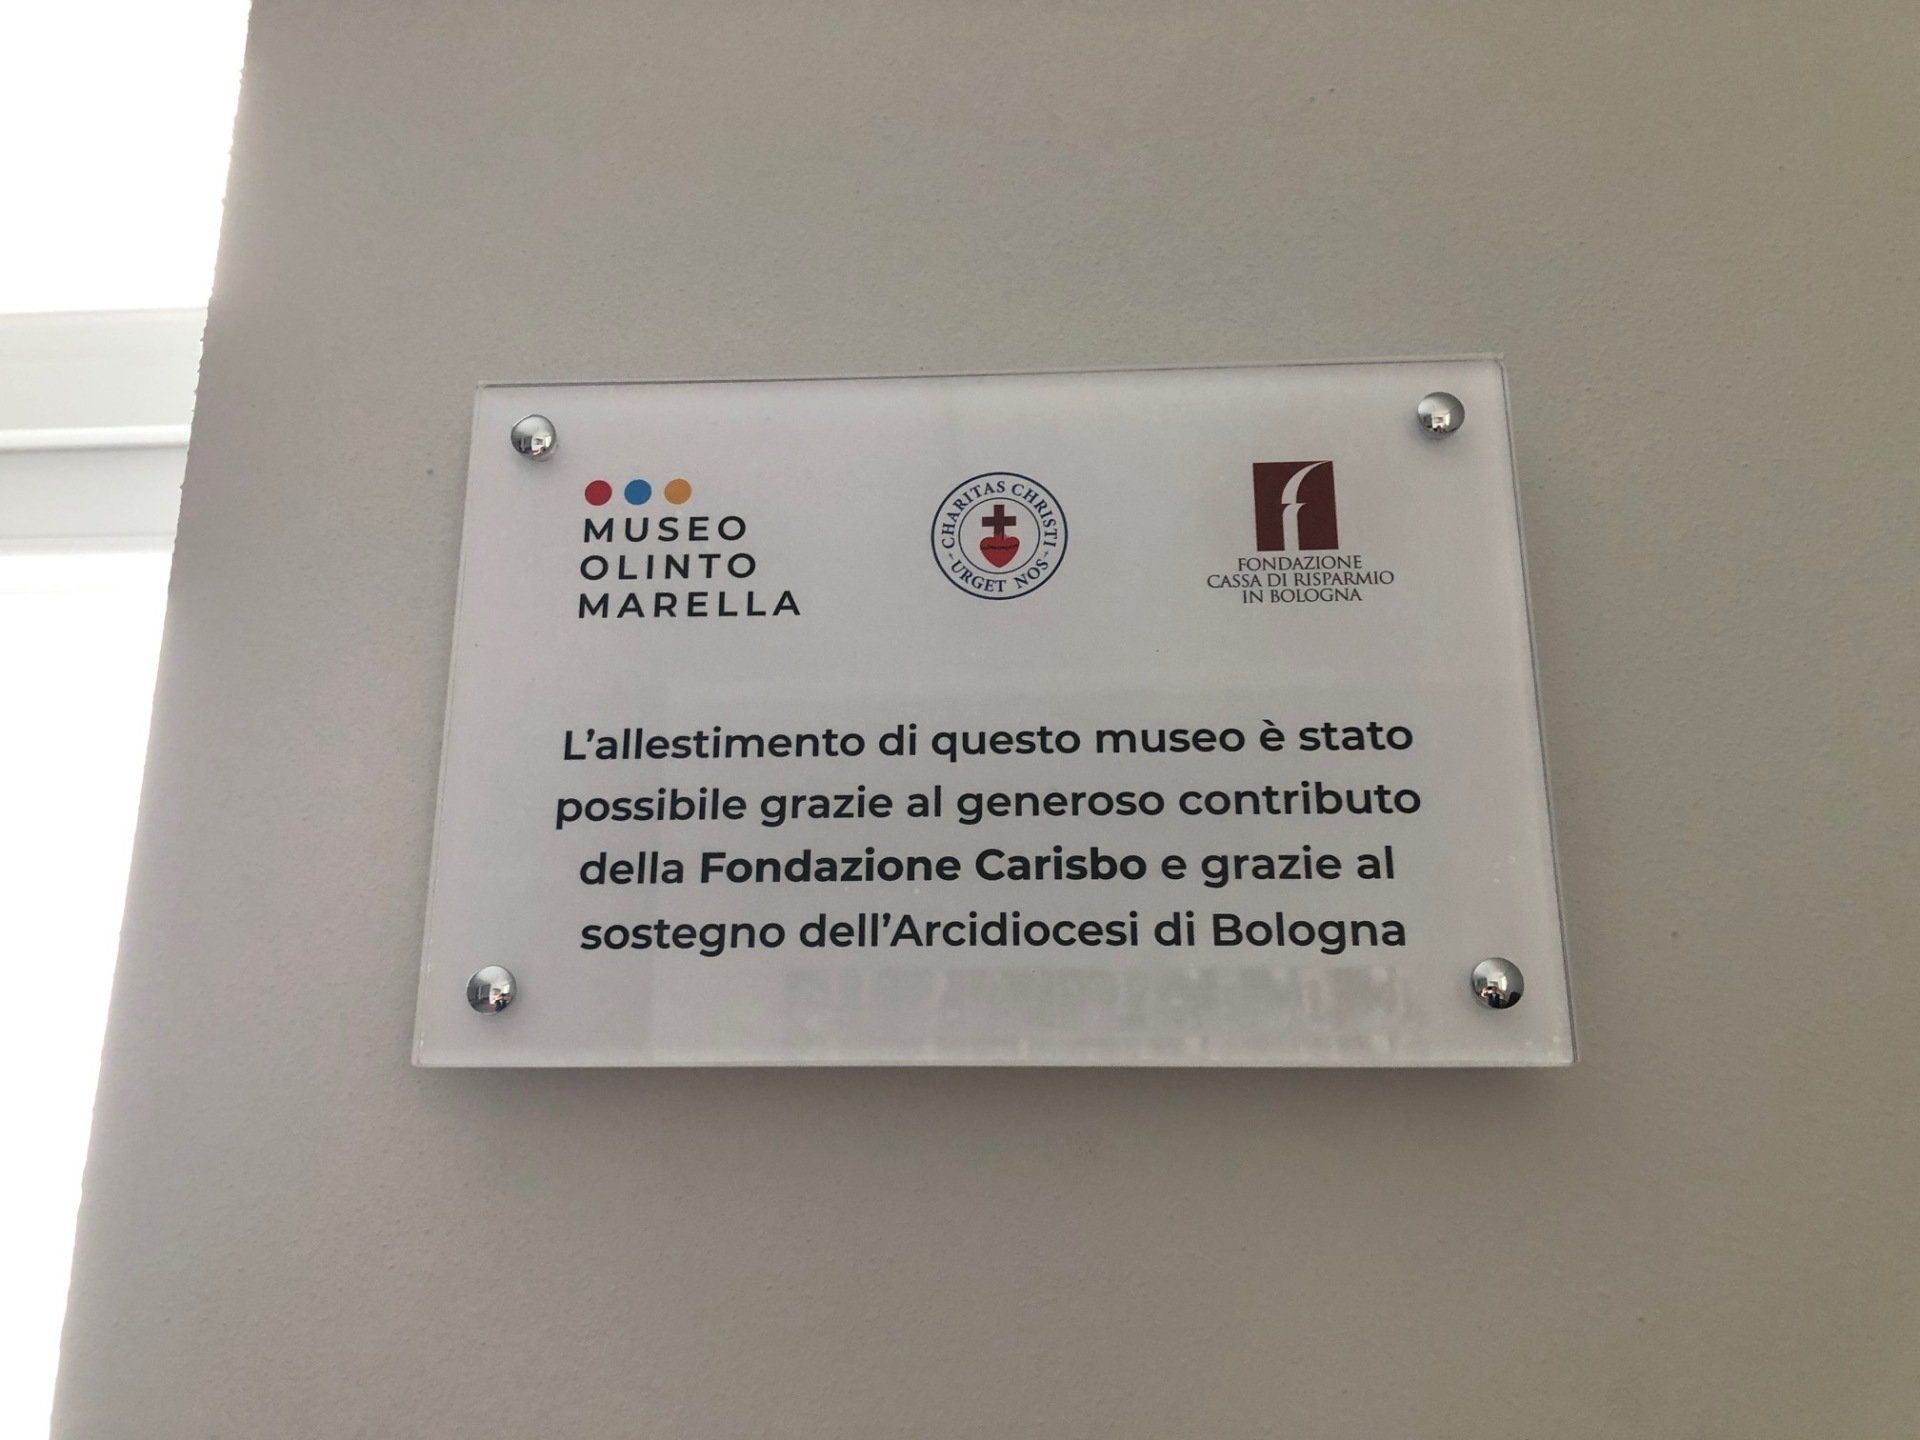 MUSEO
OLINTO
MARELLA
CHARITAS CHRISTI
URGET NOS
FONDAZIONE
CASSA DI RISPARMIO
IN BOLOGNA
L'allestimento di questo museo è stato
possibile grazie al generoso contributo
della Fondazione Carisbo e grazie al
sostegno dell'Arcidiocesi di Bologna